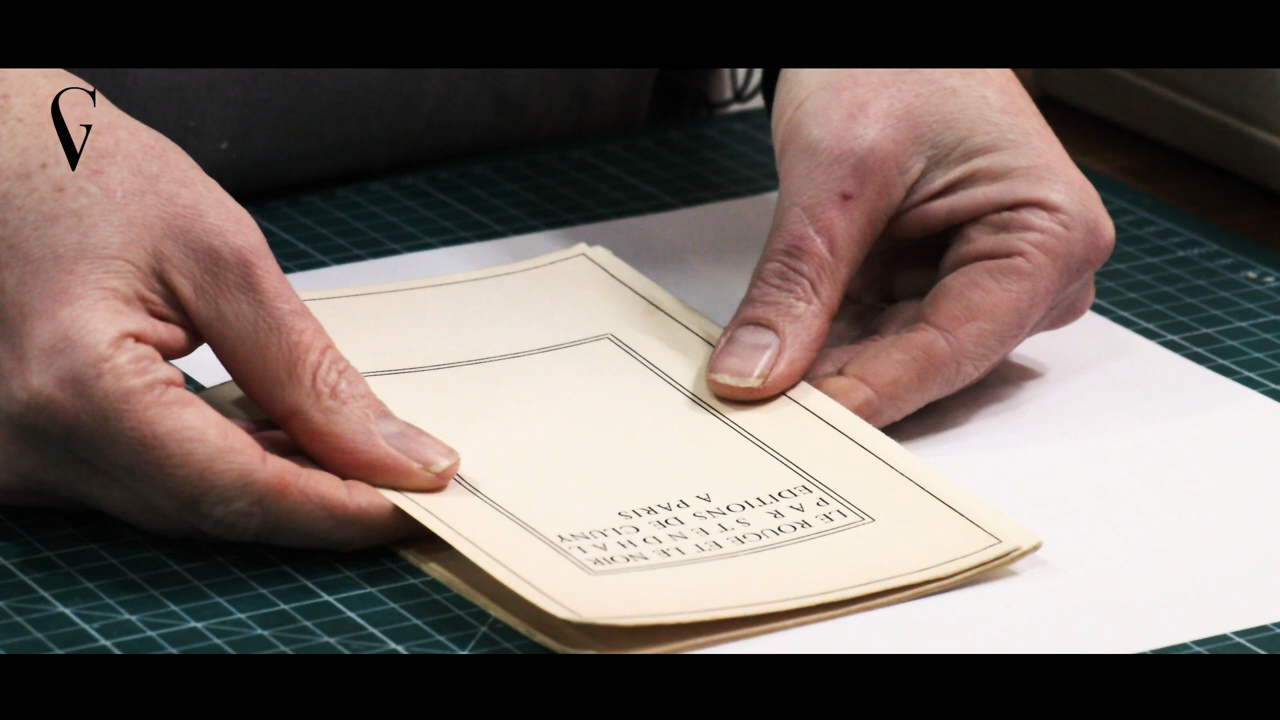 LE ROUGE ET LE NOIR
PAR STENDHAL
EDITIONS DE CLUNY
A PARIS